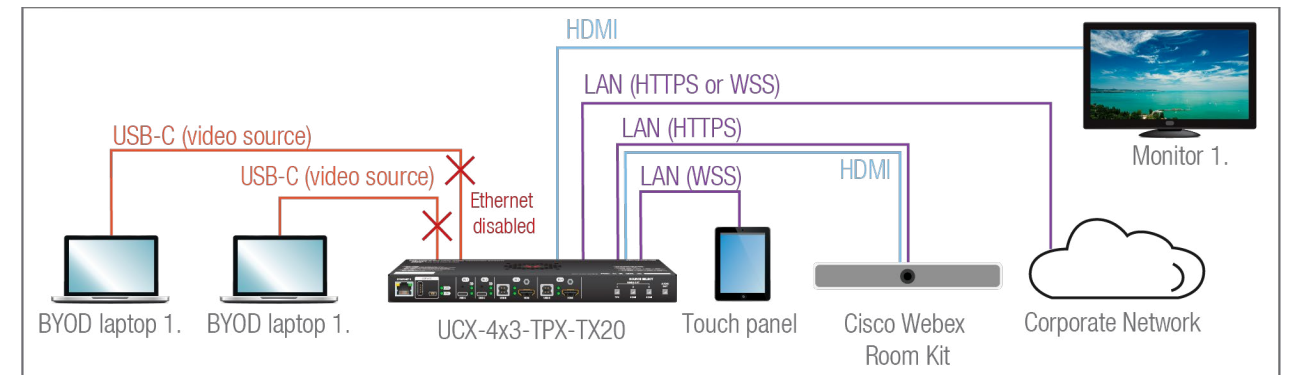 HDMI
LAN (HTTPS or WSS)
USB-C (video source)
LAN (HTTPS)
Monitor 1.
USB-C (video source)
LAN (WSS)
HDMI
Ethernet
disabled
BYOD laptop 1.
BYOD laptop 1.
UCX-4x3-TPX-TX20
Touch panel
Cisco Webex
Room Kit
Corporate Network